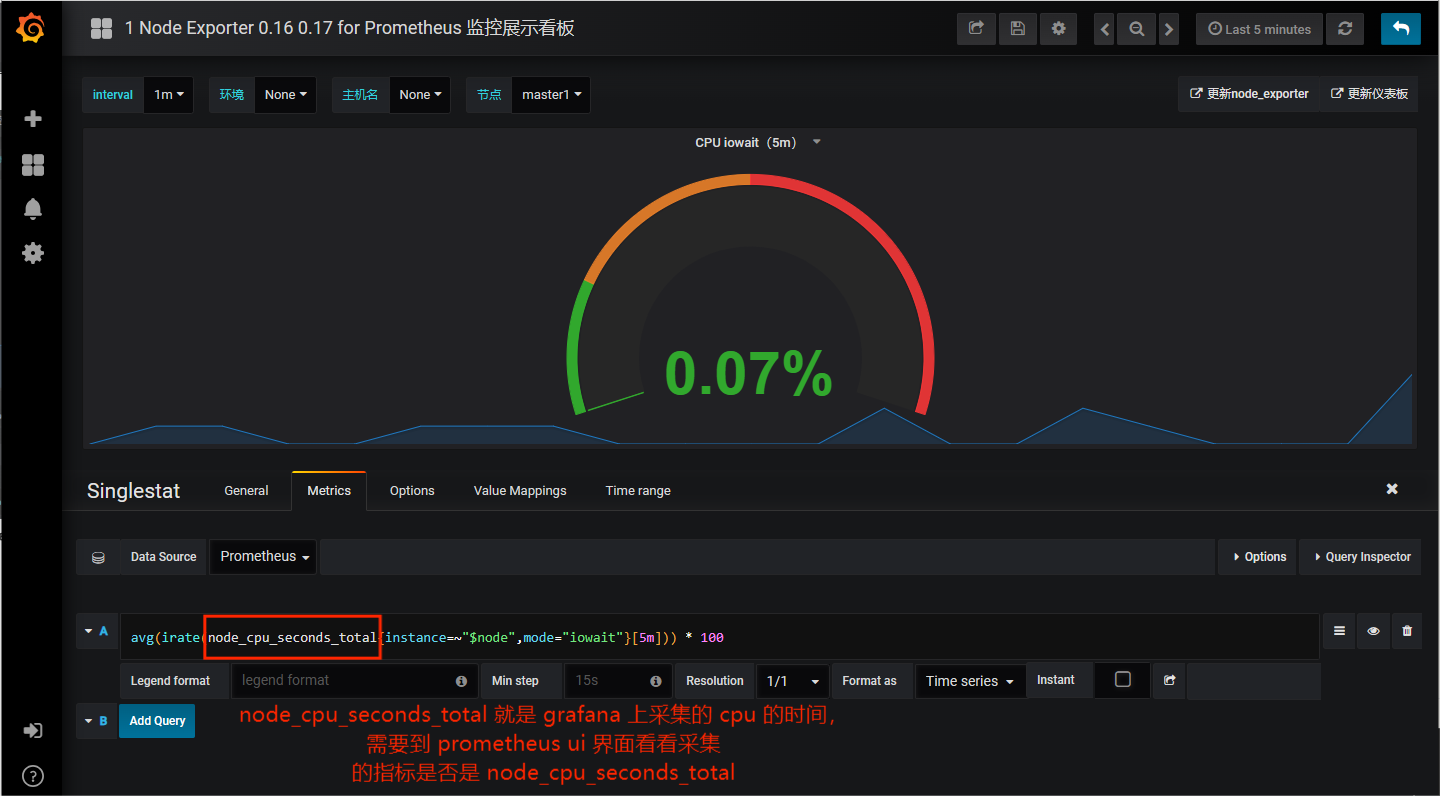 1 Node Exporter 0.16 0.17 for Prometheus 监控展示看板
Last 5 minutes
interval 1m 环境 None 主机名 None 节点 master1 更新node_exporter 更新仪表板
CPU iowait（5m）
0.07%
Singlestat General Metrics Options Value Mappings Time range
Data Source Prometheus Options Query Inspector
A avg(irate(node_cpu_seconds_total{instance=~"$node",mode="iowait"}[5m])) * 100
Legend format legend format Min step 15s Resolution 1/1 Format as Time series Instant
B Add Query
node_cpu_seconds_total 就是 grafana 上采集的 cpu 的时间，
需要到 prometheus ui 界面看看采集
的指标是否是 node_cpu_seconds_total